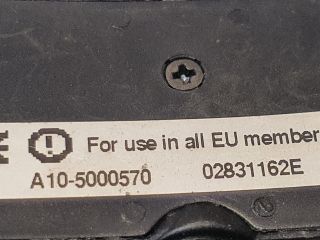 For use in all EU member
A10-5000570 02831162E